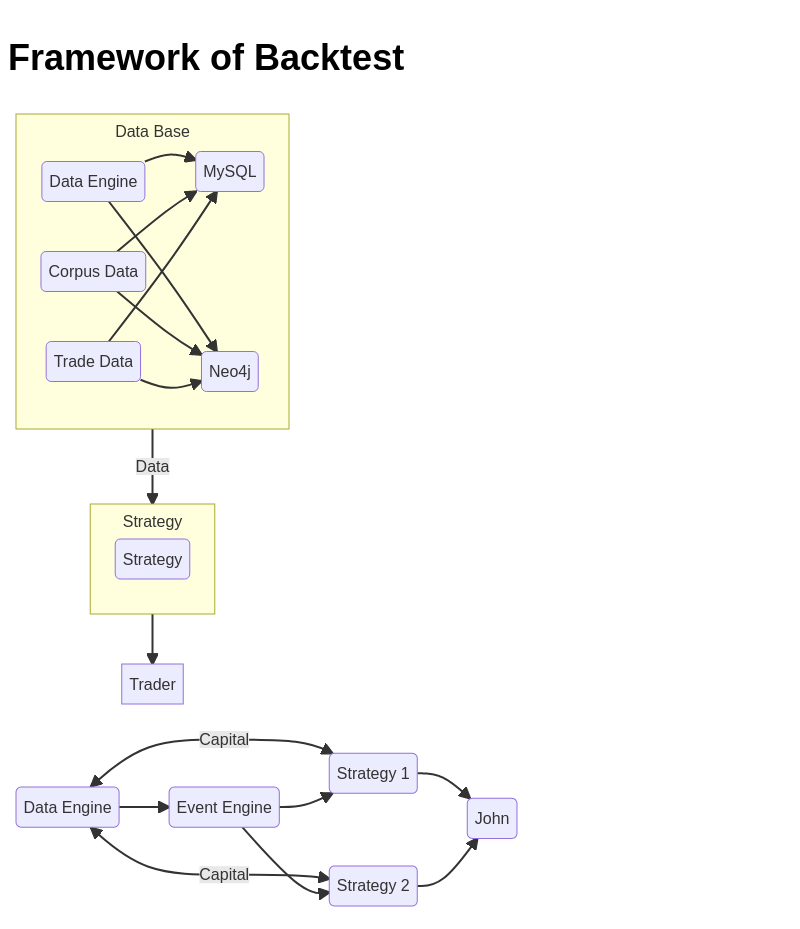 Framework of Backtest
Data Base
Data Engine
MySQL
Corpus Data
Trade Data
Neo4j
Data
Strategy
Strategy
Trader
Capital
Strategy 1
Data Engine
Event Engine
John
Capital
Strategy 2